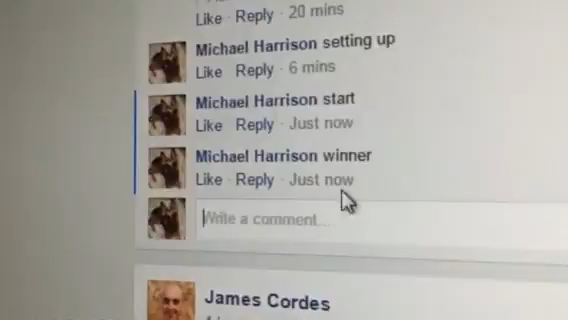 Like · Reply · 20 mins
Michael Harrison setting up
Like Reply · 6 mins
Michael Harrison start
Like Reply · Just now
Michael Harrison winner
Like · Reply · Just now
Write a comment...
James Cordes